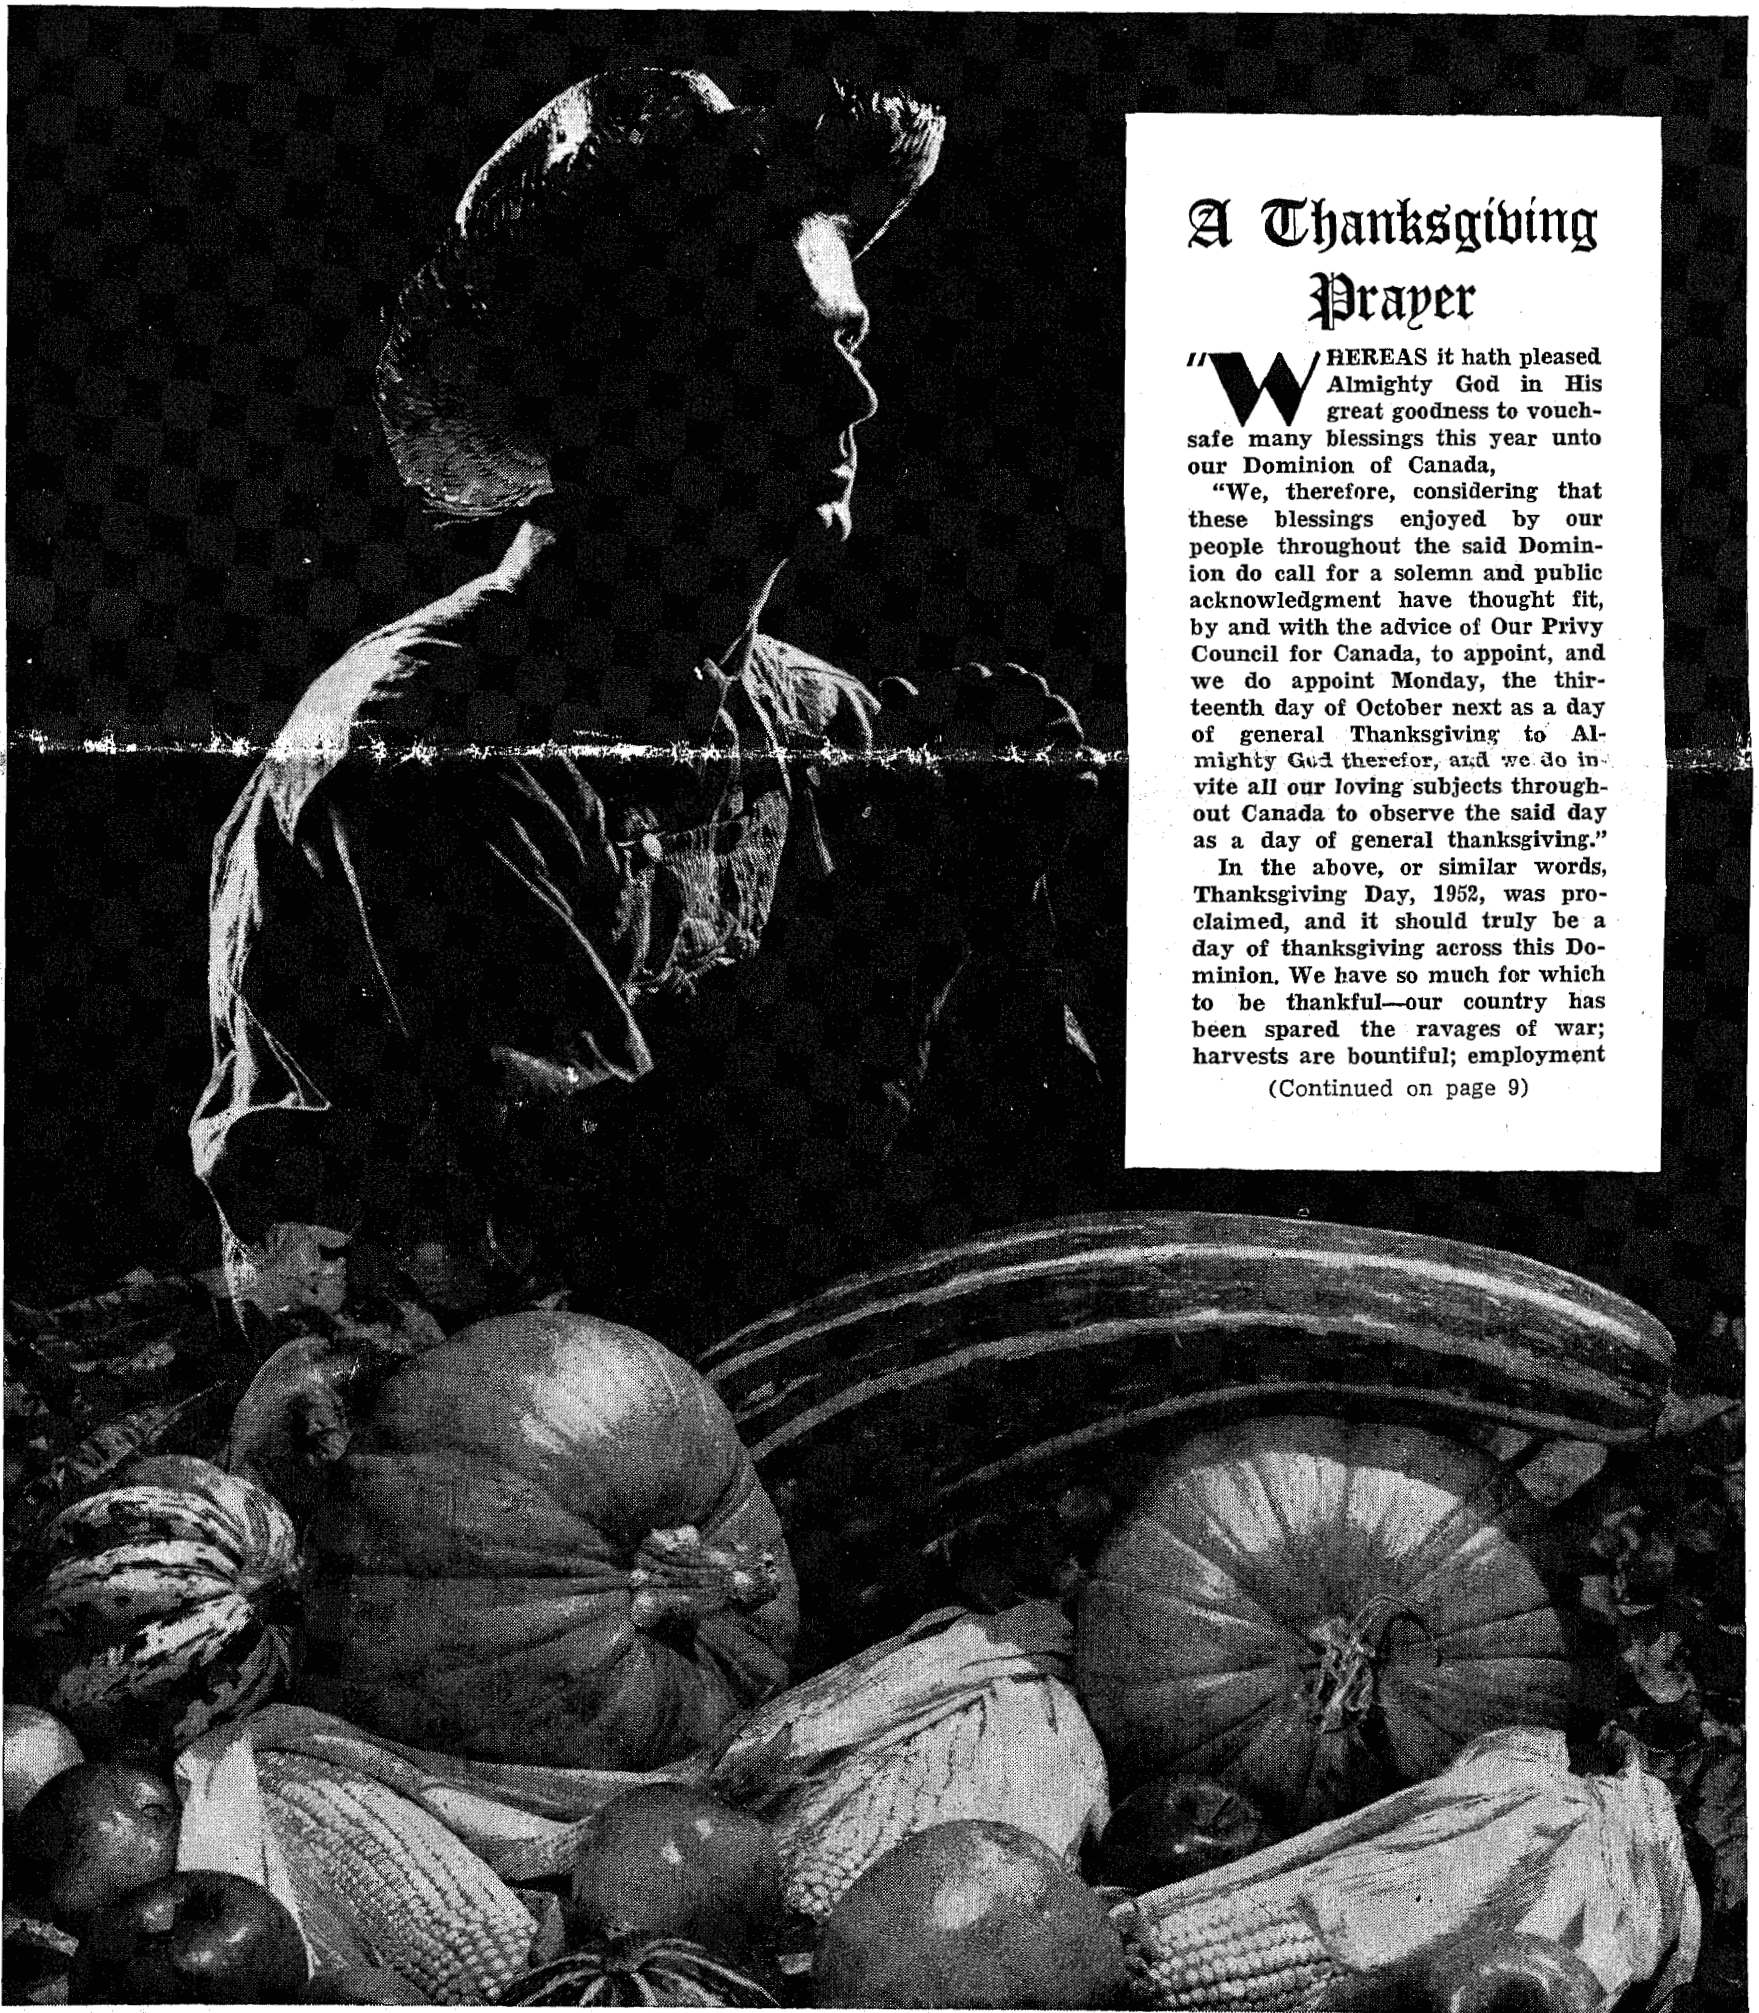 A Thanksgiving
Prayer
"WHEREAS it hath pleased
Almighty God in His
great goodness to vouch-
safe many blessings this year unto
our Dominion of Canada,
"We, therefore, considering that
these blessings enjoyed by our
people throughout the said Domin-
ion do call for a solemn and public
acknowledgment have thought fit,
by and with the advice of Our Privy
Council for Canada, to appoint, and
we do appoint Monday, the thir-
teenth day of October next as a day
of general Thanksgiving to Al-
mighty God therefor, and we do in-
vite all our loving subjects through-
out Canada to observe the said day
as a day of general thanksgiving."
In the above, or similar words,
Thanksgiving Day, 1952, was pro-
claimed, and it should truly be a
day of thanksgiving across this Do-
minion. We have so much for which
to be thankful—our country has
been spared the ravages of war;
harvests are bountiful; employment
(Continued on page 9)